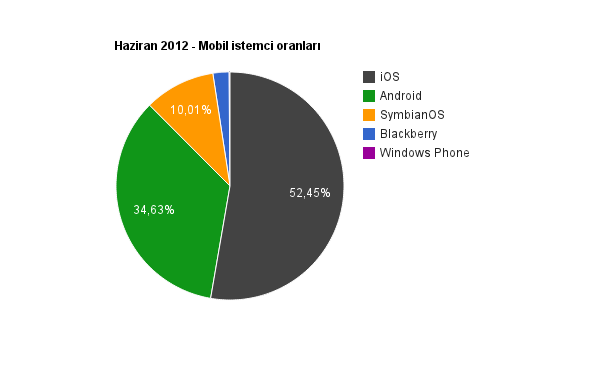 Haziran 2012 - Mobil istemci oranları
iOS
Android
SymbianOS
Blackberry
Windows Phone
10,01%
52,45%
34,63%